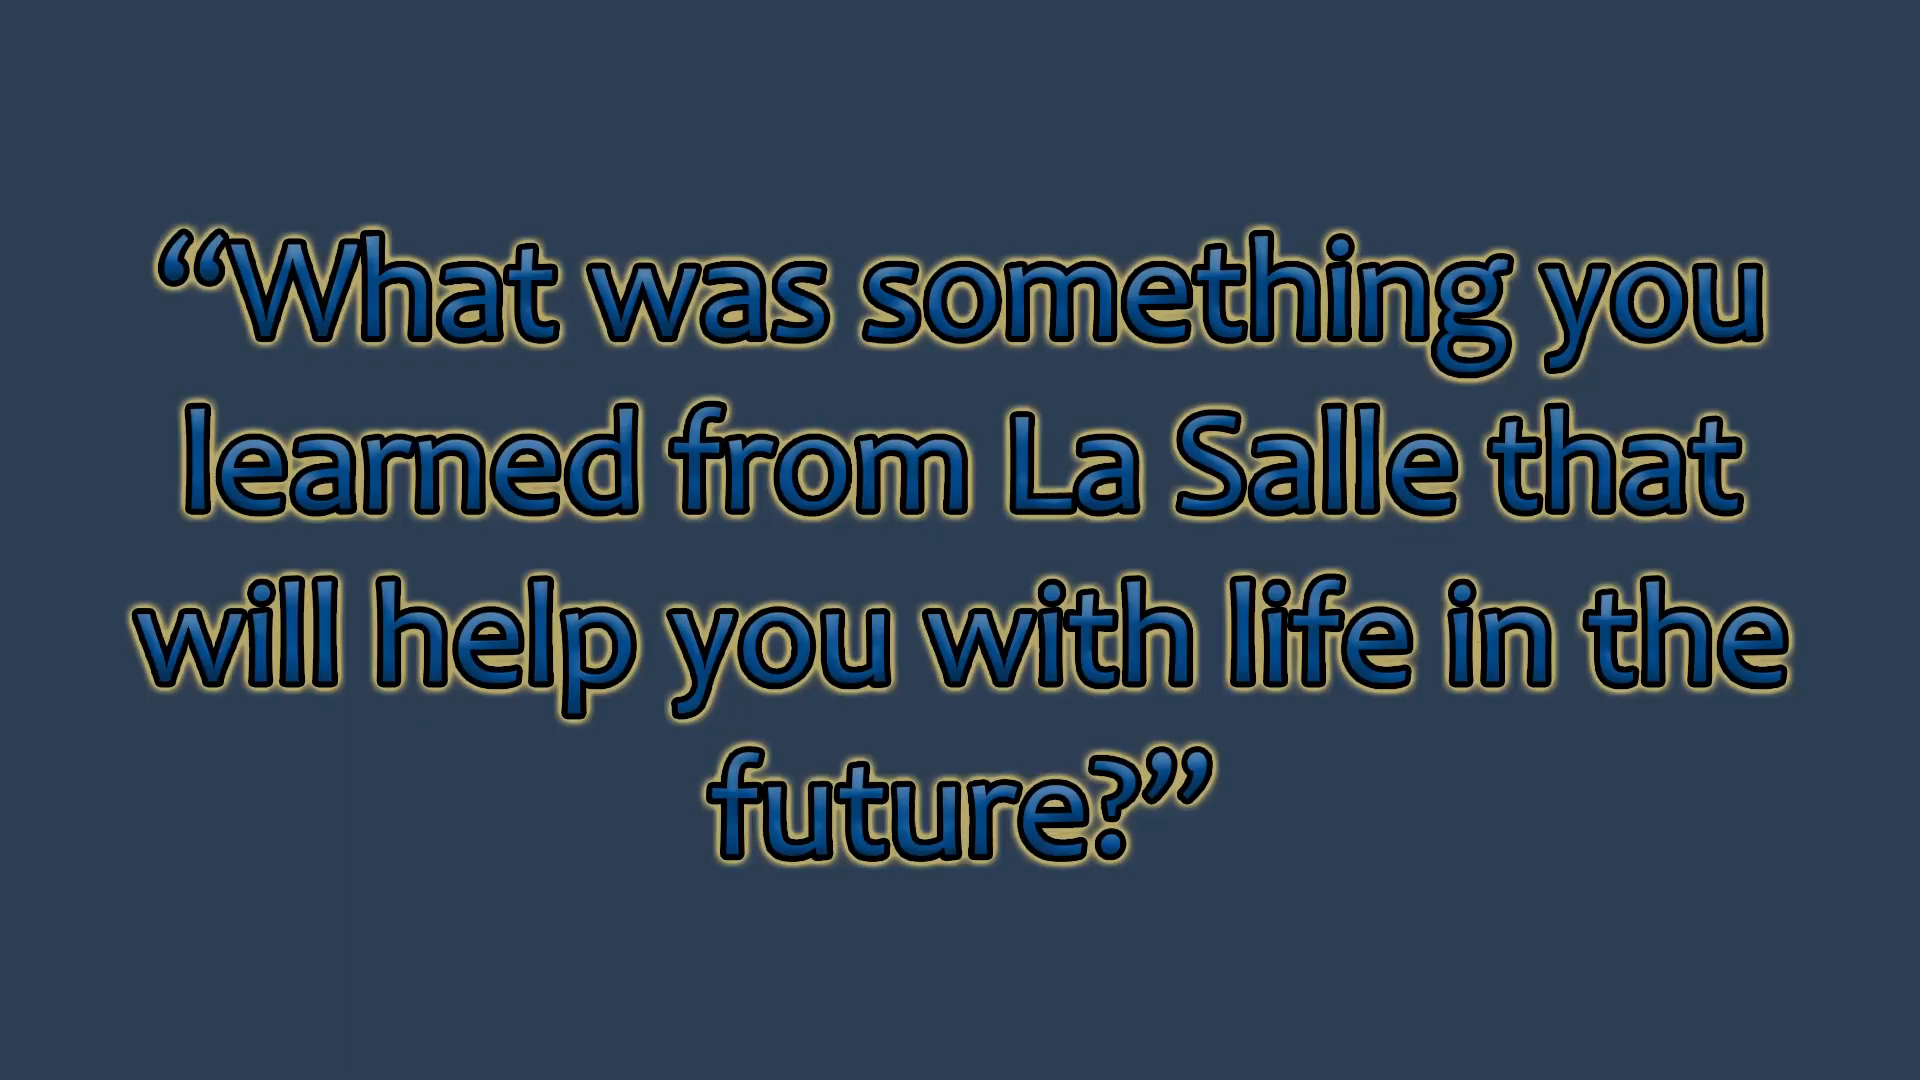 “What was something you
learned from La Salle that
will help you with life in the
future?”